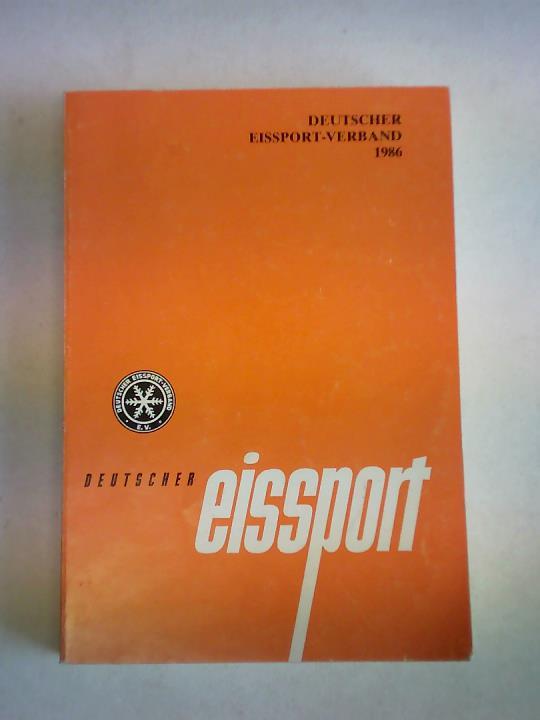 DEUTSCHER
EISSPORT-VERBAND
1986
DEUTSCHER EISSPORT-VERBAND
E.V.
DEUTSCHER
eissport